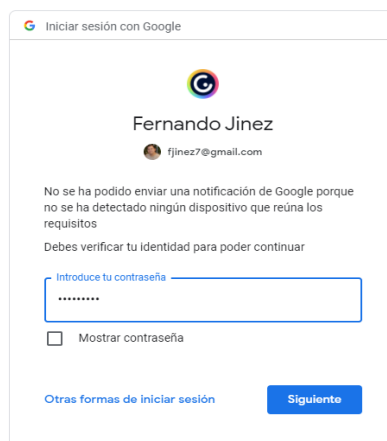 Iniciar sesión con Google
Fernando Jinez
fjinez7@gmail.com
No se ha podido enviar una notificación de Google porque
no se ha detectado ningún dispositivo que reúna los
requisitos
Debes verificar tu identidad para poder continuar
Introduce tu contraseña
•••••••••
Mostrar contraseña
Otras formas de iniciar sesión
Siguiente